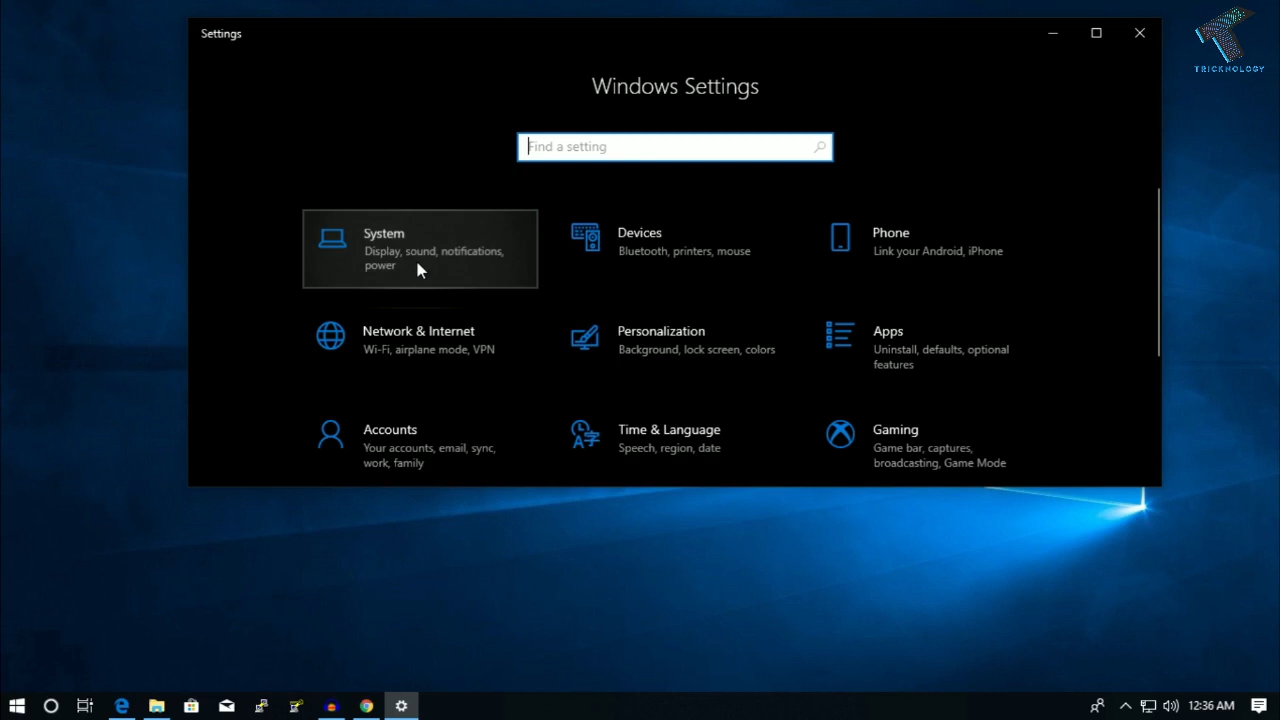 Settings
TRICKNOLOGY
Windows Settings
Find a setting
System
Display, sound, notifications,
power
Devices
Bluetooth, printers, mouse
Phone
Link your Android, iPhone
Network & Internet
Wi-Fi, airplane mode, VPN
Personalization
Background, lock screen, colors
Apps
Uninstall, defaults, optional
features
Accounts
Your accounts, email, sync,
work, family
Time & Language
Speech, region, date
Gaming
Game bar, captures,
broadcasting, Game Mode
12:36 AM